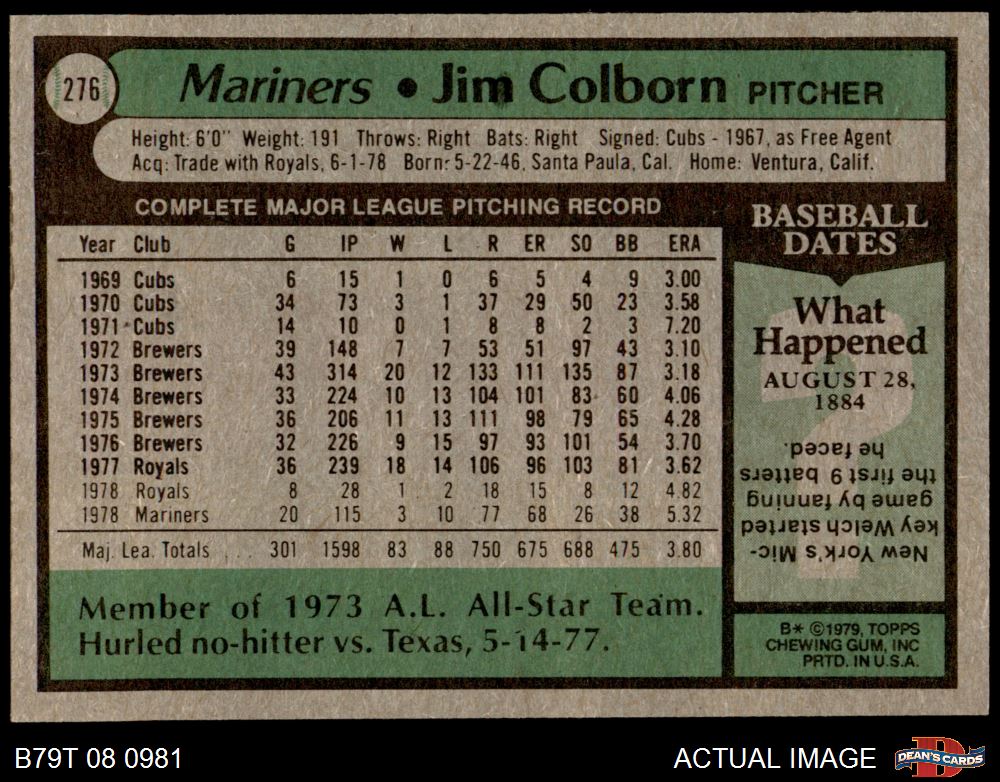 276
Mariners • Jim Colborn PITCHER
Height: 6'0" Weight: 191 Throws: Right Bats: Right Signed: Cubs - 1967, as Free Agent
Acq: Trade with Royals, 6-1-78 Born: 5-22-46, Santa Paula, Cal. Home: Ventura, Calif.
COMPLETE MAJOR LEAGUE PITCHING RECORD
Year Club G IP W L R ER SO BB ERA
1969 Cubs 6 15 1 0 6 5 4 9 3.00
1970 Cubs 34 73 3 1 37 29 50 23 3.58
1971 Cubs 14 10 0 1 8 8 2 3 7.20
1972 Brewers 39 148 7 7 53 51 97 43 3.10
1973 Brewers 43 314 20 12 133 111 135 87 3.18
1974 Brewers 33 224 10 13 104 101 83 60 4.06
1975 Brewers 36 206 11 13 111 98 79 65 4.28
1976 Brewers 32 226 9 15 97 93 101 54 3.70
1977 Royals 36 239 18 14 106 96 103 81 3.62
1978 Royals 8 28 1 2 18 15 8 12 4.82
1978 Mariners 20 115 3 10 77 68 26 38 5.32
Maj. Lea. Totals . . . 301 1598 83 88 750 675 688 475 3.80
Member of 1973 A.L. All-Star Team.
Hurled no-hitter vs. Texas, 5-14-77.
BASEBALL
DATES
What
Happened
AUGUST 28,
1884
New York's Mic-
key Welch started
game by fanning
the first 9 batters
he faced.
B* ©1979, TOPPS
CHEWING GUM, INC
PRTD. IN U.S.A.
B79T 08 0981
ACTUAL IMAGE
D
DEAN'S CARDS